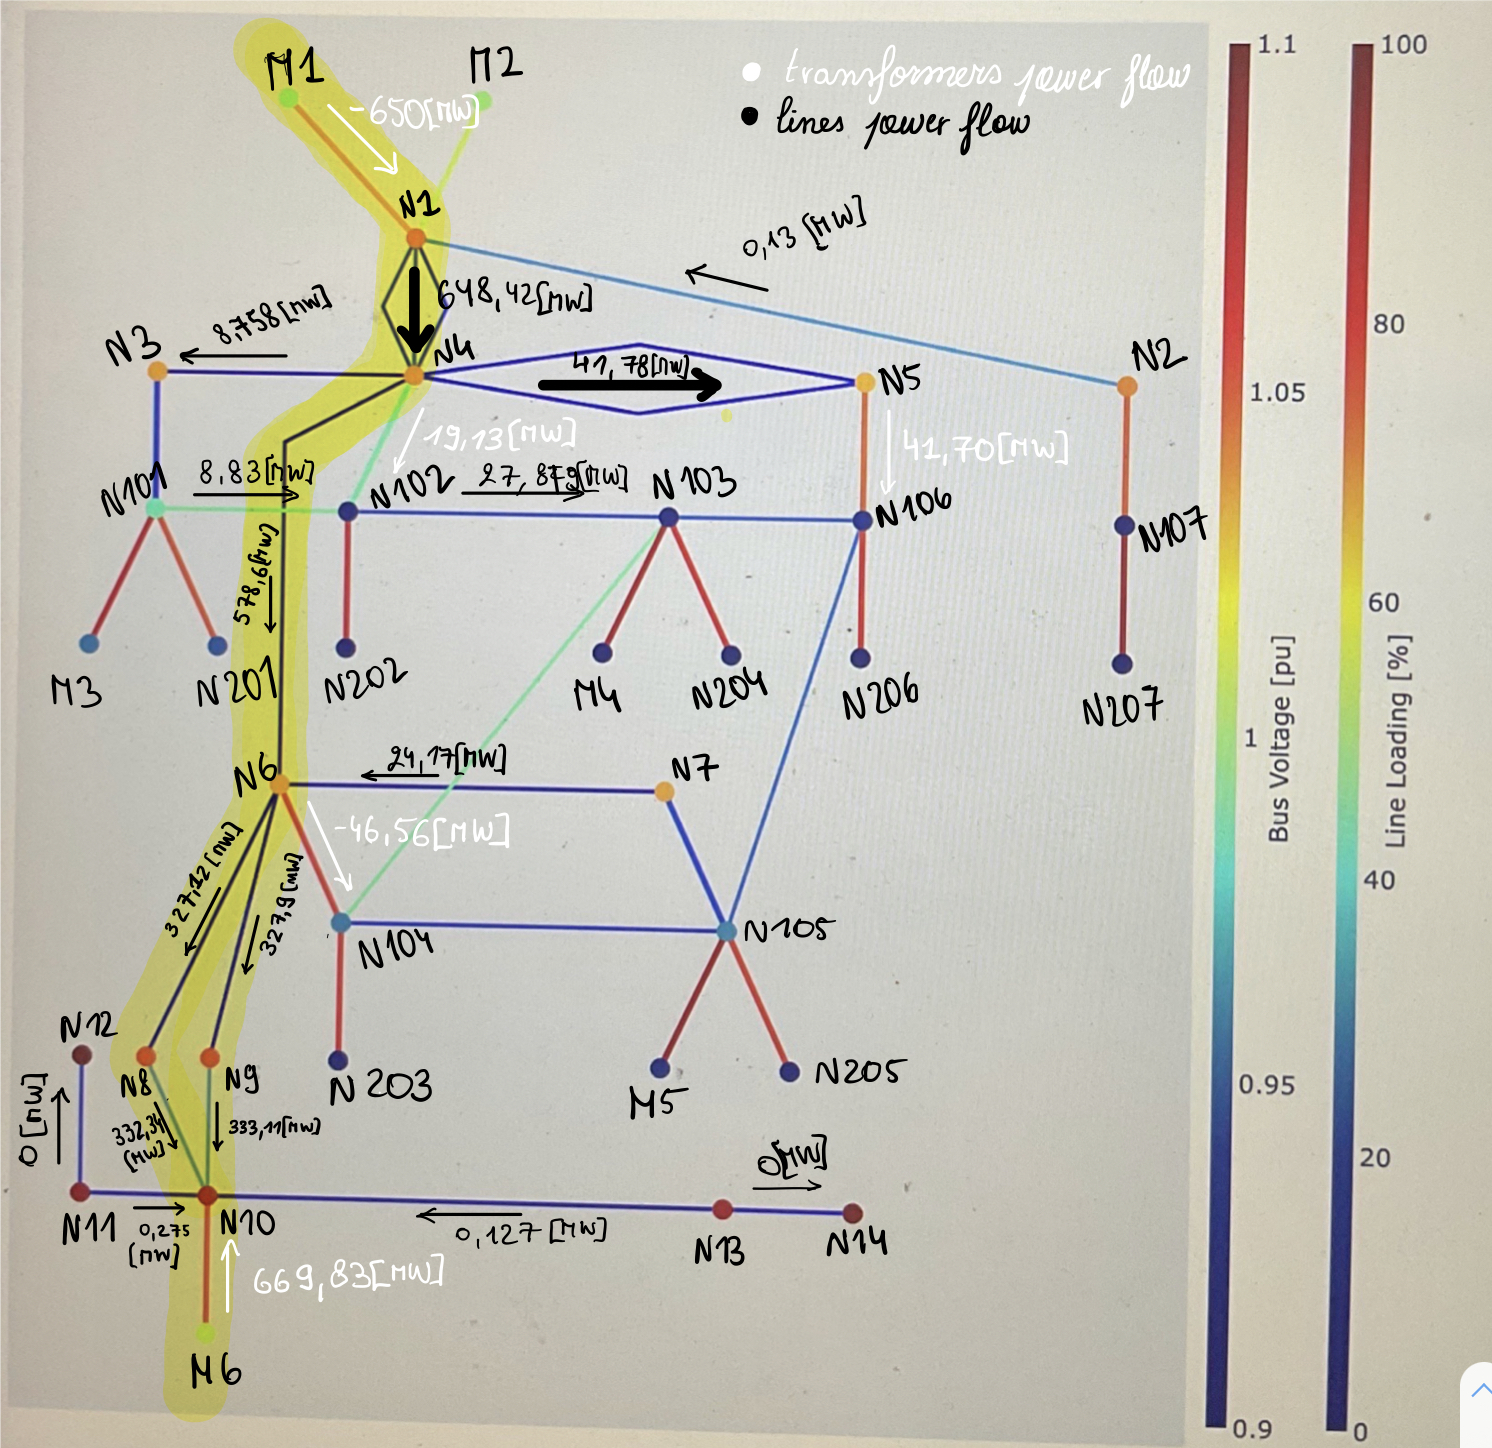 M1
M2
transformers power flow
-650[MW]
lines power flow
N1
0,13 [MW]
648,42[MW]
8,758[MW]
N3
N4
41,78[MW]
N5
N2
19,13[MW]
41,70[MW]
N101
8,83[MW]
N102
27,879[MW]
N103
N106
N107
578,6[MW]
M3
N201
N202
M4
N204
N206
N207
N6
24,17[MW]
N7
-46,56[MW]
327,12[MW]
327,9[MW]
N104
N105
N12
N8
N9
N203
M5
N205
0[MW]
332,34
[MW]
333,11[MW]
0[MW]
N11
0,275
[MW]
N10
0,127[MW]
N13
N14
669,83[MW]
M6
1.1
1.05
1
0.95
0.9
Bus Voltage [pu]
100
80
60
40
20
0
Line Loading [%]